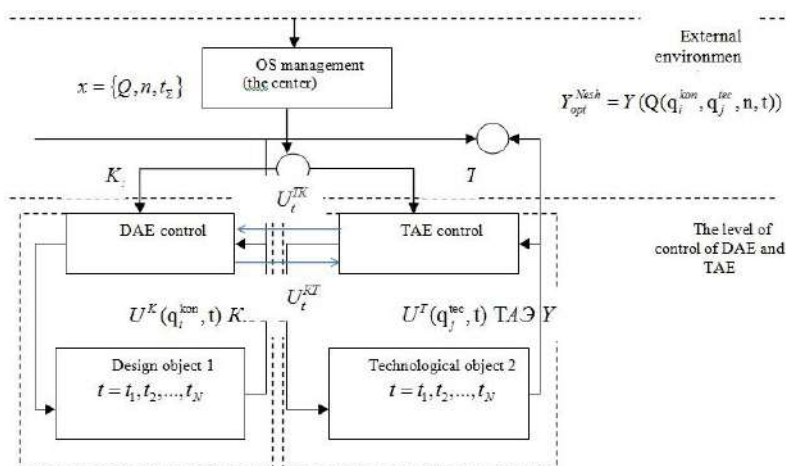 External
environmen
OS management
(the center)
x = {Q, n, t_Σ}
Y_{opt}^{Nesh} = Y(Q(q_i^{kon}, q_j^{tec}, n, t))
K
T
U_t^{TK}
DAE control
TAE control
The level of
control of DAE and
TAE
U_t^{KT}
U^K(q_i^{kon}, t) К
U^T(q_j^{tec}, t) ТАЭ Y
Design object 1
t = t_1, t_2, ..., t_N
Technological object 2
t = t_1, t_2, ..., t_N